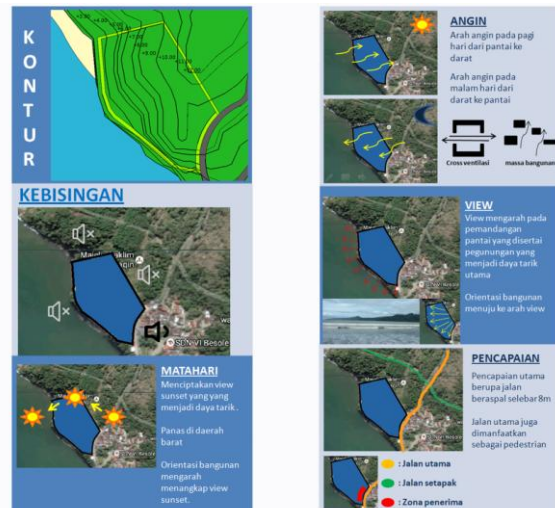 KONTUR
KEBISINGAN
SDN VI Besole
MATAHARI
Menciptakan view
sunset yang yang
menjadi daya tarik.
Panas di daerah
barat
Orientasi bangunan
mengarah
menangkap view
sunset.
ANGIN
Arah angin pada pagi
hari dari pantai ke
darat
Arah angin pada
malam hari dari
darat ke pantai
Cross ventilasi
massa bangunan
VIEW
View mengarah pada
pemandangan
pantai yang disertai
pegunungan yang
menjadi daya tarik
utama
Orientasi bangunan
menuju ke arah view
PENCAPAIAN
Pencapaian utama
berupa jalan
beraspal selebar 8m
Jalan utama juga
dimanfaatkan
sebagai pedestrian
: Jalan utama
: Jalan setapak
: Zona penerima